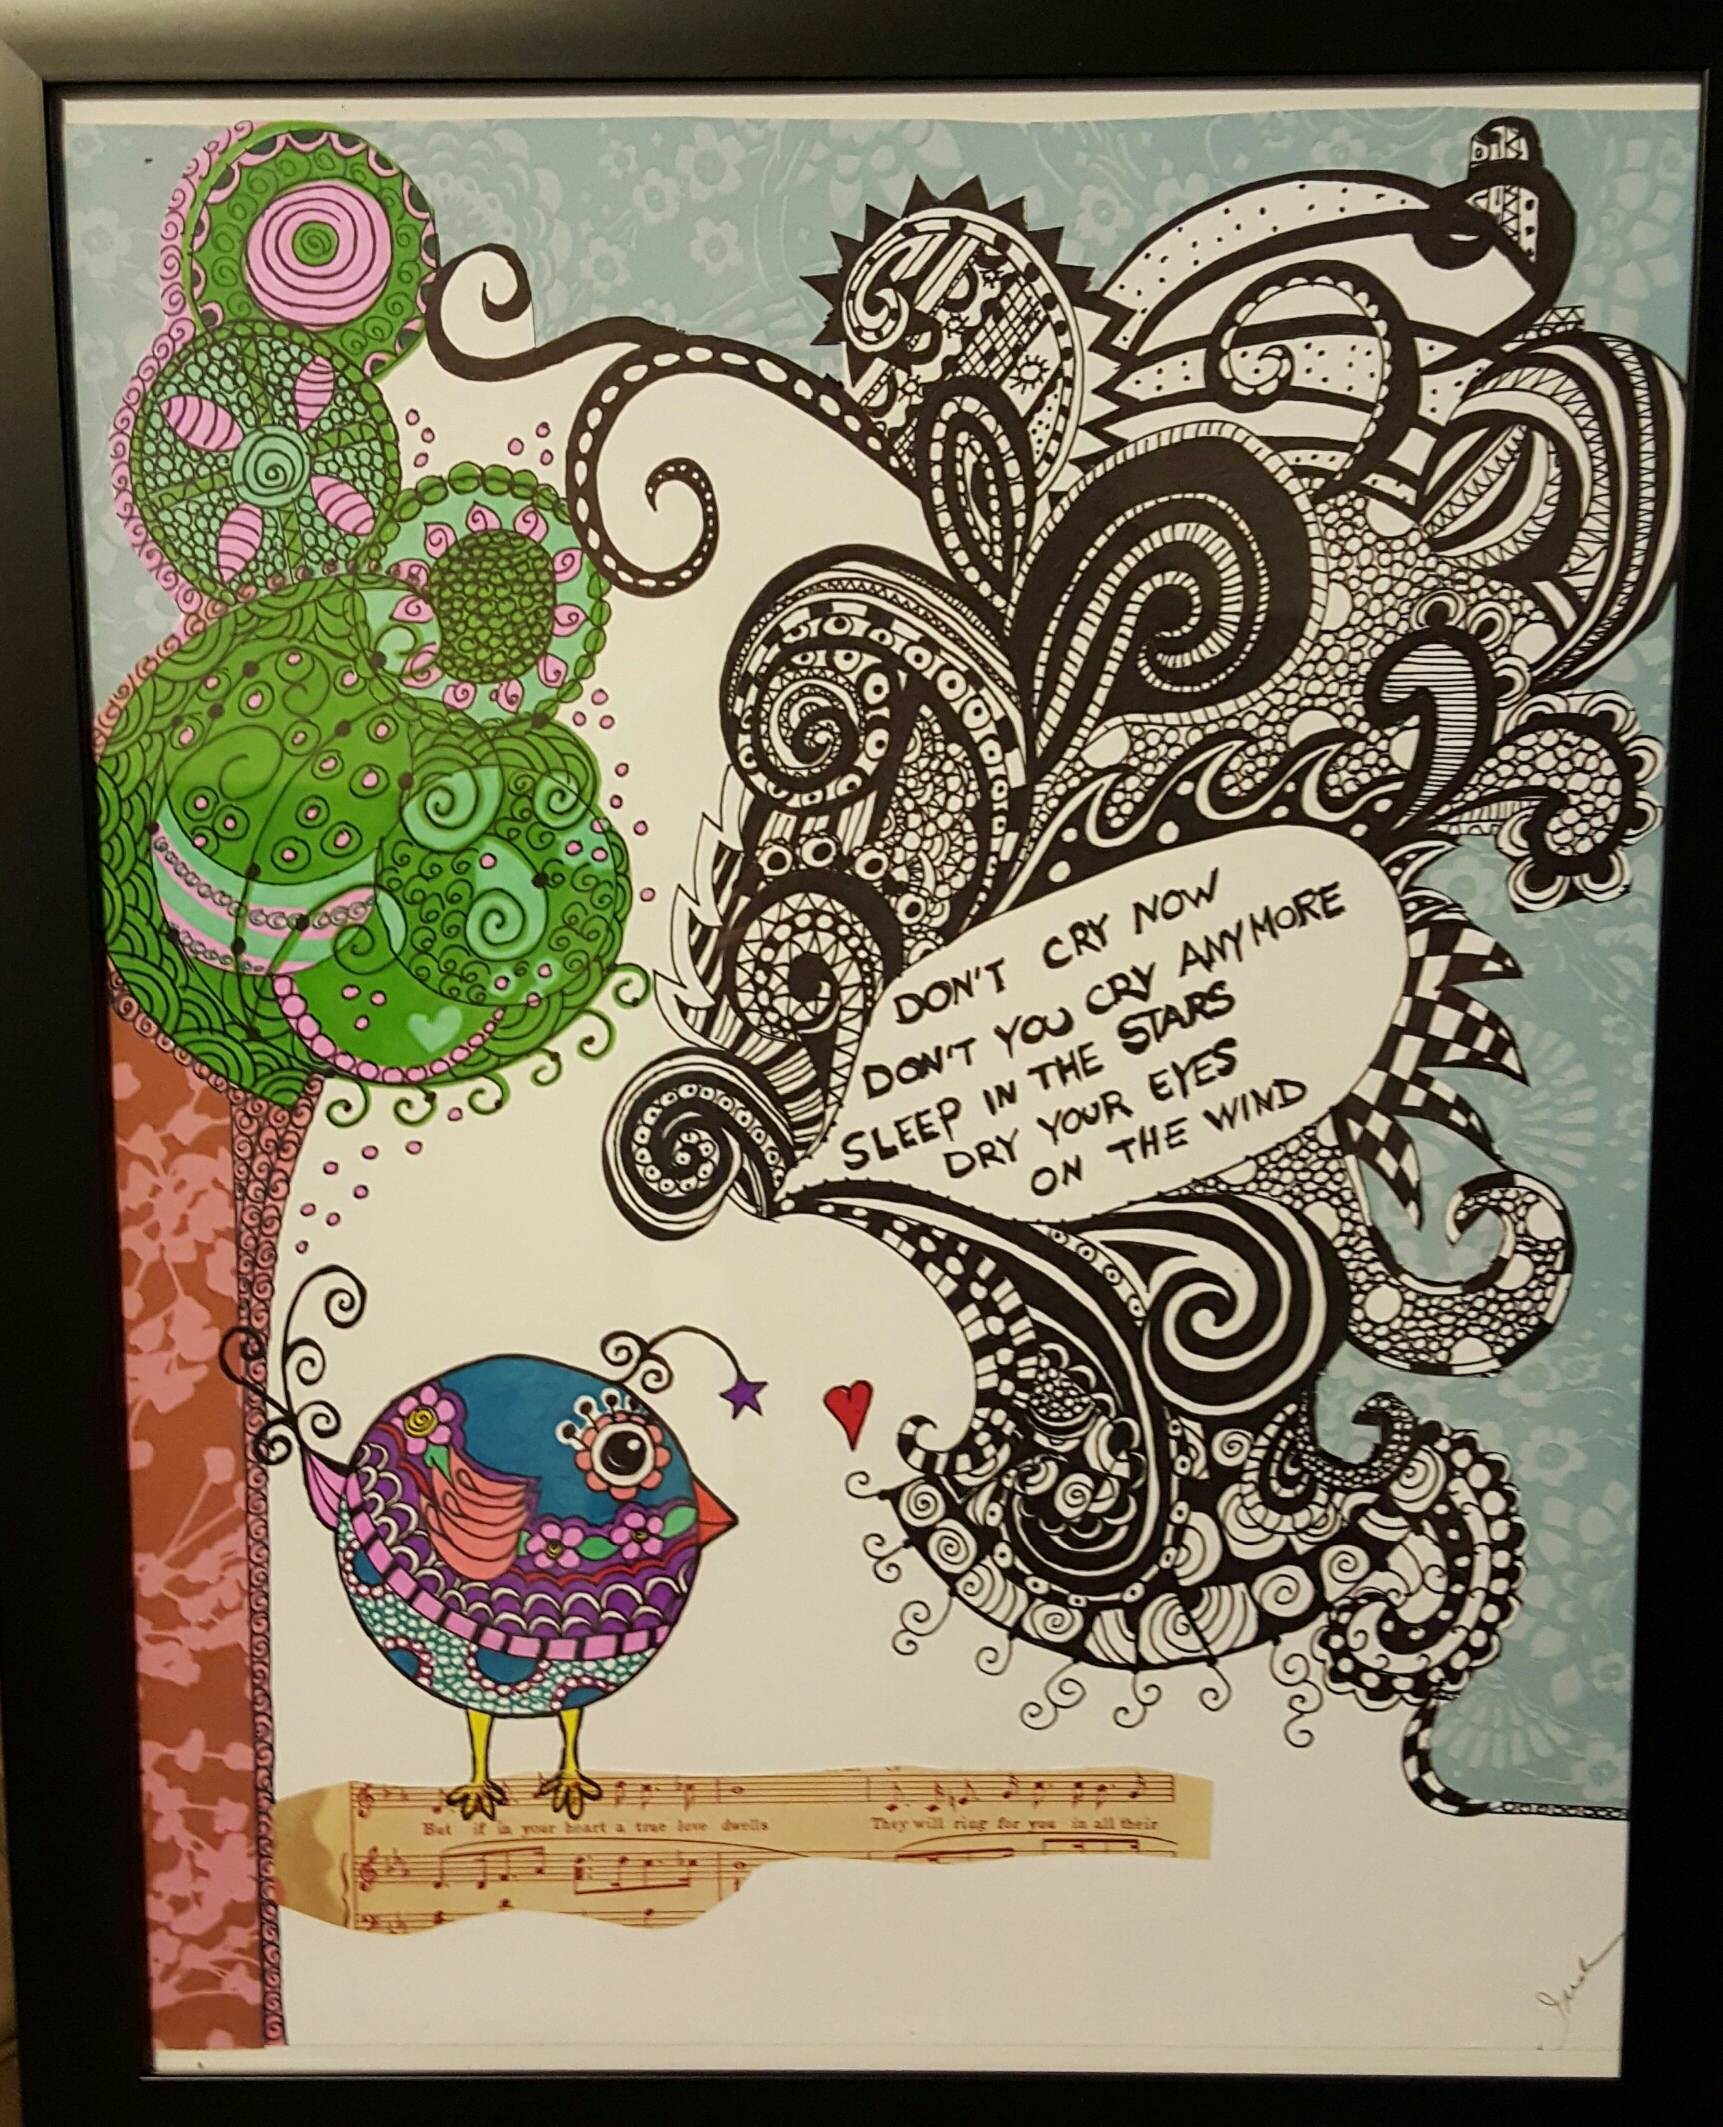 DON'T CRY NOW
DON'T YOU CRY ANYMORE
SLEEP IN THE STARS
DRY YOUR EYES
ON THE WIND
But if in your heart a true love dwells They will ring for you in all their